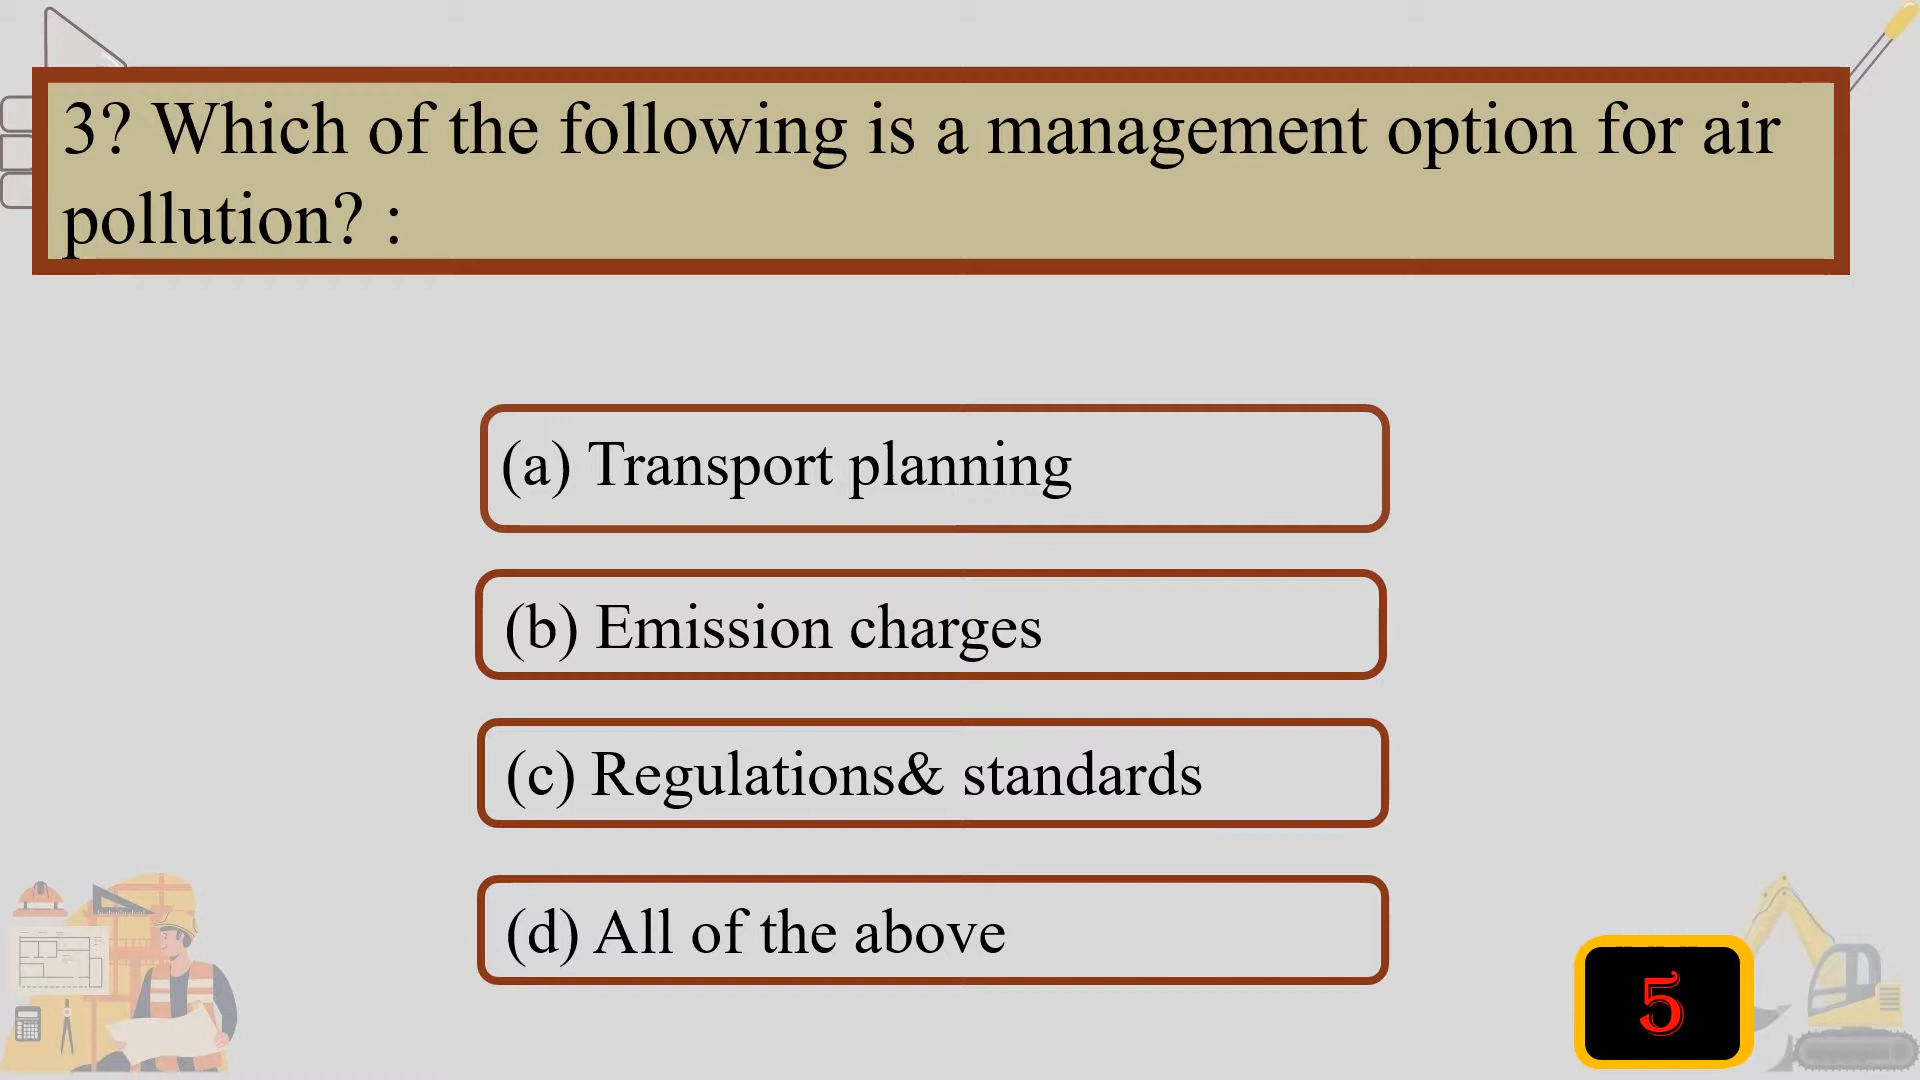 3? Which of the following is a management option for air
pollution? :
(a) Transport planning
(b) Emission charges
(c) Regulations& standards
(d) All of the above
5